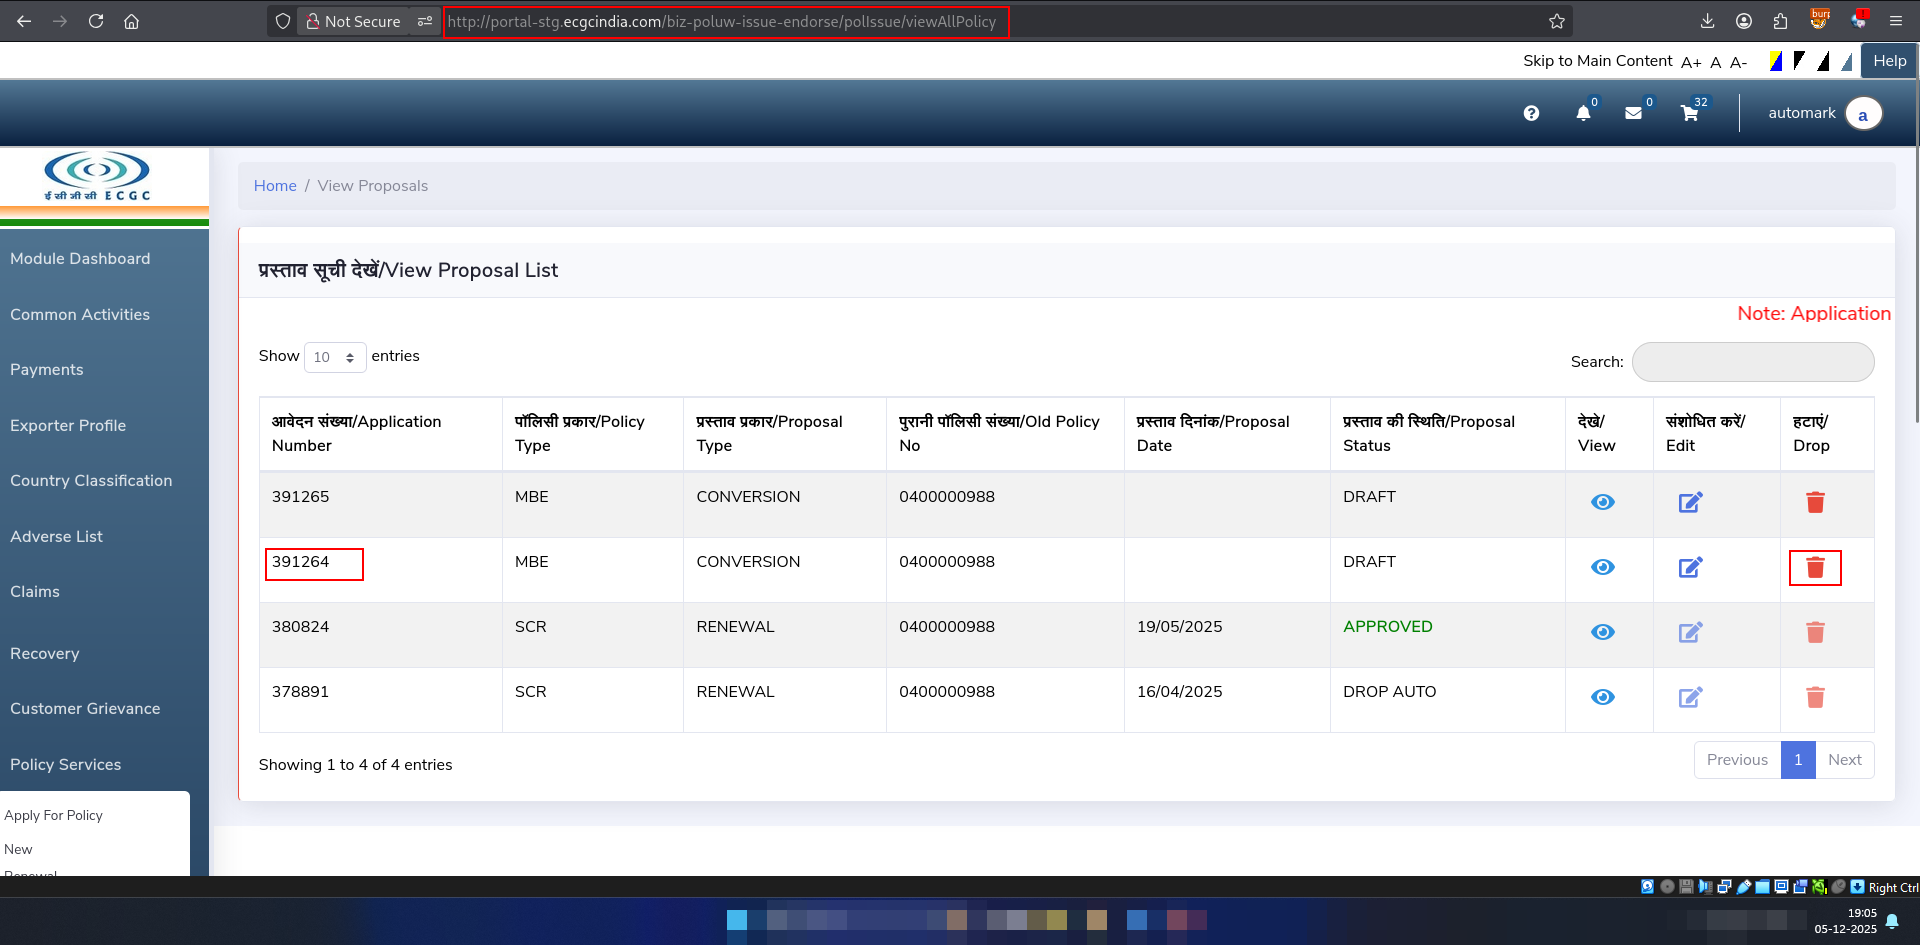 Not Secure
http://portal-stg.ecgcindia.com/biz-poluw-issue-endorse/polIssue/viewAllPolicy
burp
1
Skip to Main Content A+ A A-
Help
0
0
32
automark a
ई सी जी सी E C G C
Home / View Proposals
Module Dashboard
Common Activities
Payments
Exporter Profile
Country Classification
Adverse List
Claims
Recovery
Customer Grievance
Policy Services
Apply For Policy
New
Renewal
प्रस्ताव सूची देखें/View Proposal List
Note: Application
Show 10 entries
Search:
आवेदन संख्या/Application Number
पॉलिसी प्रकार/Policy Type
प्रस्ताव प्रकार/Proposal Type
पुरानी पॉलिसी संख्या/Old Policy No
प्रस्ताव दिनांक/Proposal Date
प्रस्ताव की स्थिति/Proposal Status
देखे/ View
संशोधित करें/ Edit
हटाएं/ Drop
391265 MBE CONVERSION 0400000988 DRAFT
391264 MBE CONVERSION 0400000988 DRAFT
380824 SCR RENEWAL 0400000988 19/05/2025 APPROVED
378891 SCR RENEWAL 0400000988 16/04/2025 DROP AUTO
Showing 1 to 4 of 4 entries
Previous 1 Next
Right Ctrl
19:05
05-12-2025